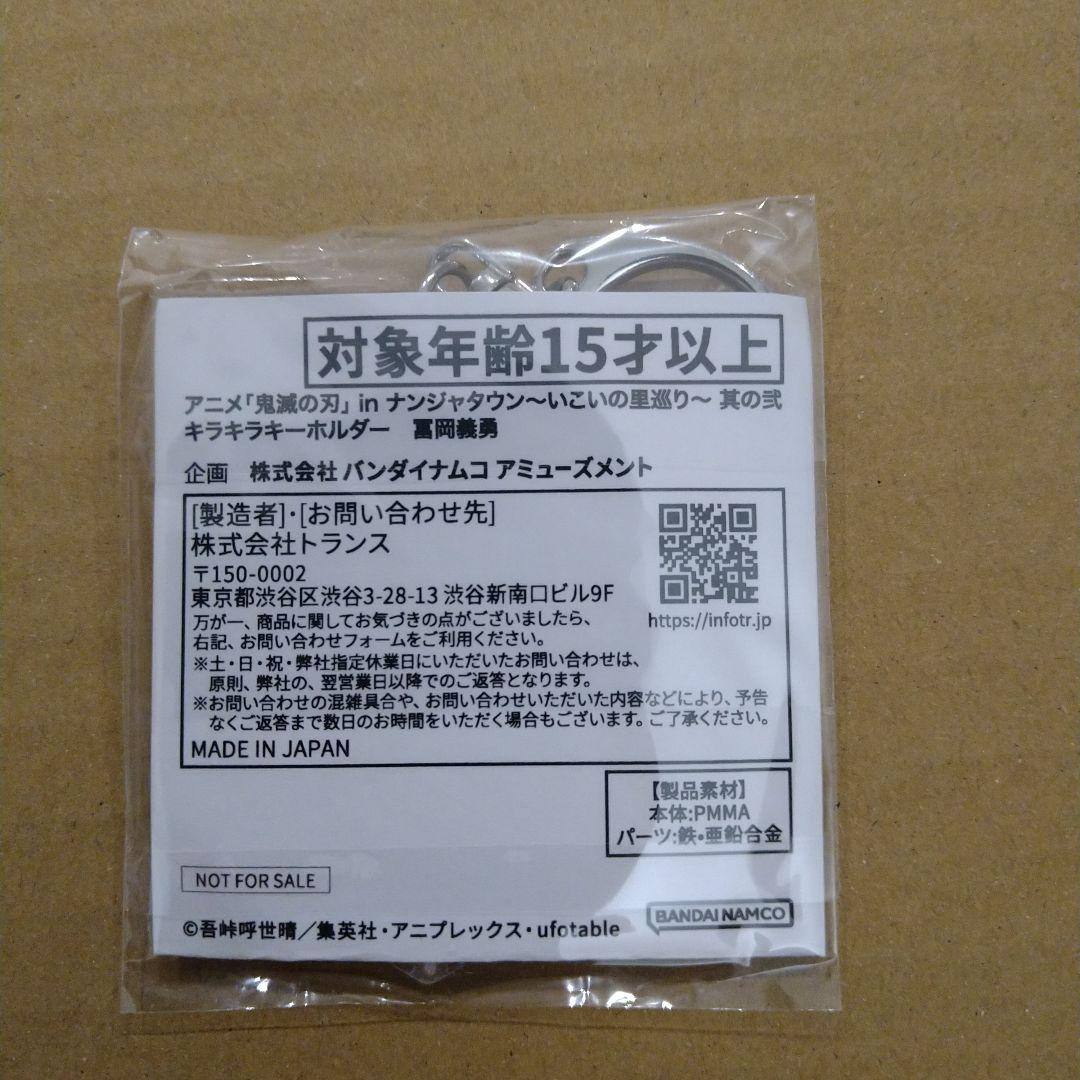 対象年齢15才以上
アニメ「鬼滅の刃」 in ナンジャタウン～いこいの里巡り～ 其の弐
キラキラキーホルダー　冨岡義勇
企画　株式会社 バンダイナムコ アミューズメント
[製造者]・[お問い合わせ先]
株式会社トランス
〒150-0002
東京都渋谷区渋谷3-28-13 渋谷新南口ビル9F
https://infotr.jp
万が一、商品に関してお気づきの点がございましたら、
右記、お問い合わせフォームをご利用ください。
※土・日・祝・弊社指定休業日にいただいたお問い合わせは、
原則、弊社の、翌営業日以降でのご返答となります。
※お問い合わせの混雑具合や、お問い合わせいただいた内容などにより、予告
なくご返答まで数日のお時間をいただく場合もございます。ご了承ください。
MADE IN JAPAN
【製品素材】
本体:PMMA
パーツ:鉄・亜鉛合金
NOT FOR SALE
©吾峠呼世晴／集英社・アニプレックス・ufotable
BANDAI NAMCO